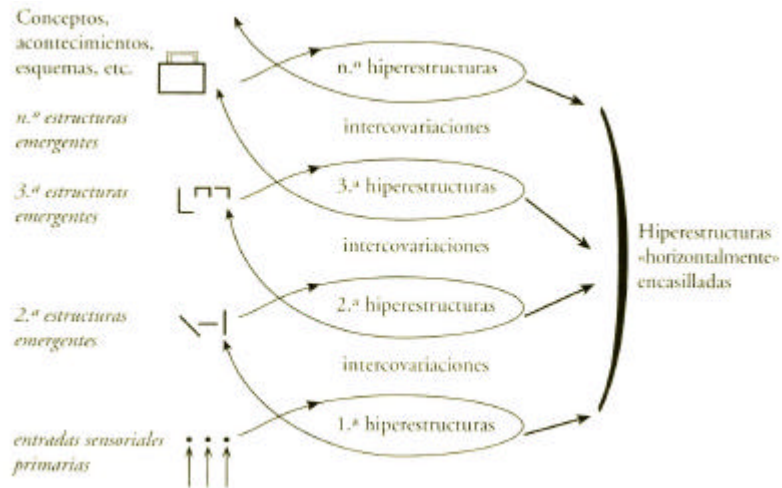 Conceptos,
acontecimientos,
esquemas, etc.
n.ª hiperestructuras
n.ª estructuras
emergentes
intercovariaciones
3.ª estructuras
emergentes
3.ª hiperestructuras
intercovariaciones
Hiperestructuras
«horizontalmente»
encasilladas
2.ª estructuras
emergentes
2.ª hiperestructuras
intercovariaciones
entradas sensoriales
primarias
1.ª hiperestructuras